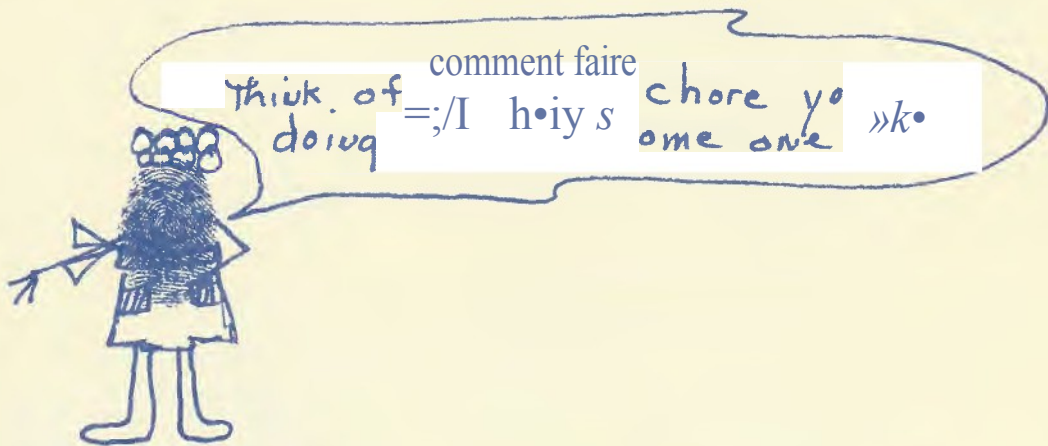 comment faire
Think of =;/I h•iy s chore yo »k•
doing ome one